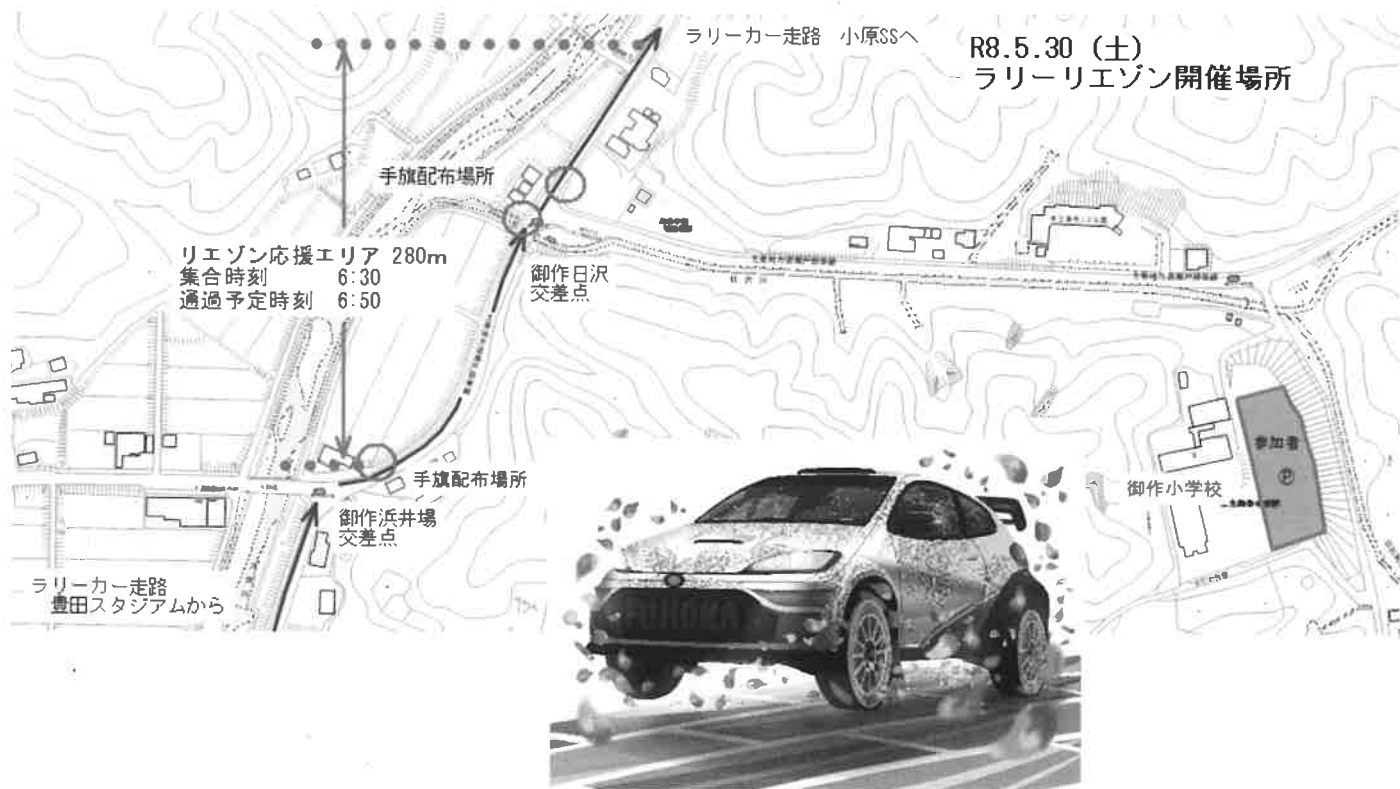 ラリーカー走路 小原SSへ
R8.5.30 (土)
ラリーリエゾン開催場所
手旗配布場所
リエゾン応援エリア 280m
集合時刻 6:30
通過予定時刻 6:50
御作日沢
交差点
参加者
P
御作小学校
手旗配布場所
御作浜井場
交差点
ラリーカー走路
豊田スタジアムから